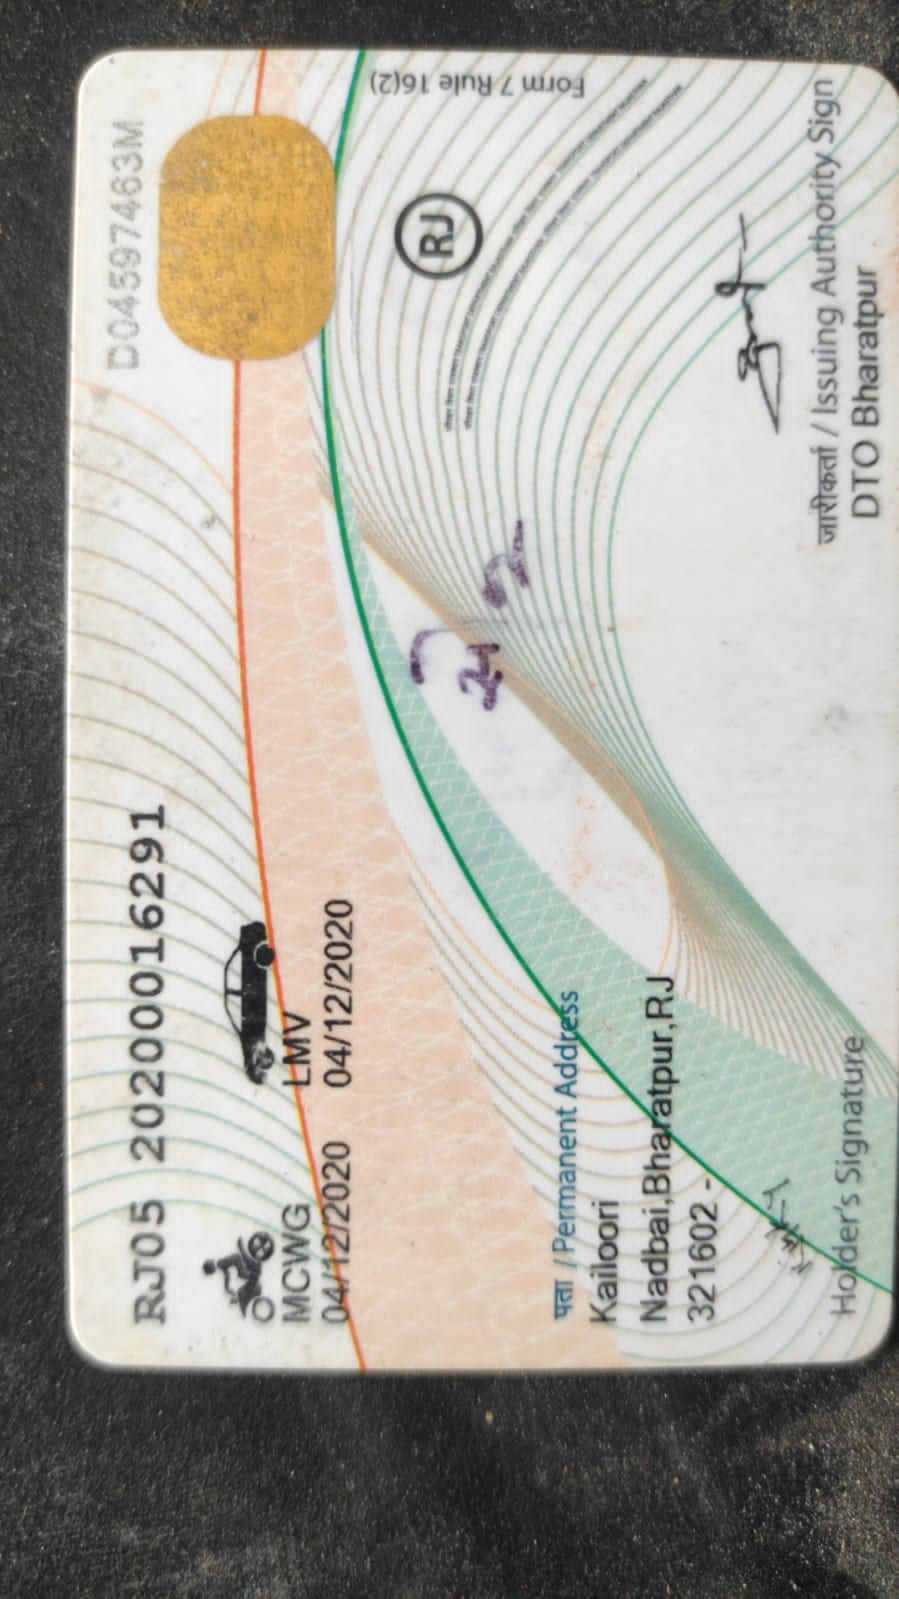 D04597463M
RJ05 20200016291
MCWG LMV
04/12/2020 04/12/2020
Form 7 Rule 16(2)
RJ
पता / Permanent Address
Kailoori
Nadbai,Bharatpur,RJ
321602 -
Holder's Signature
जारीकर्ता / Issuing Authority Sign
DTO Bharatpur